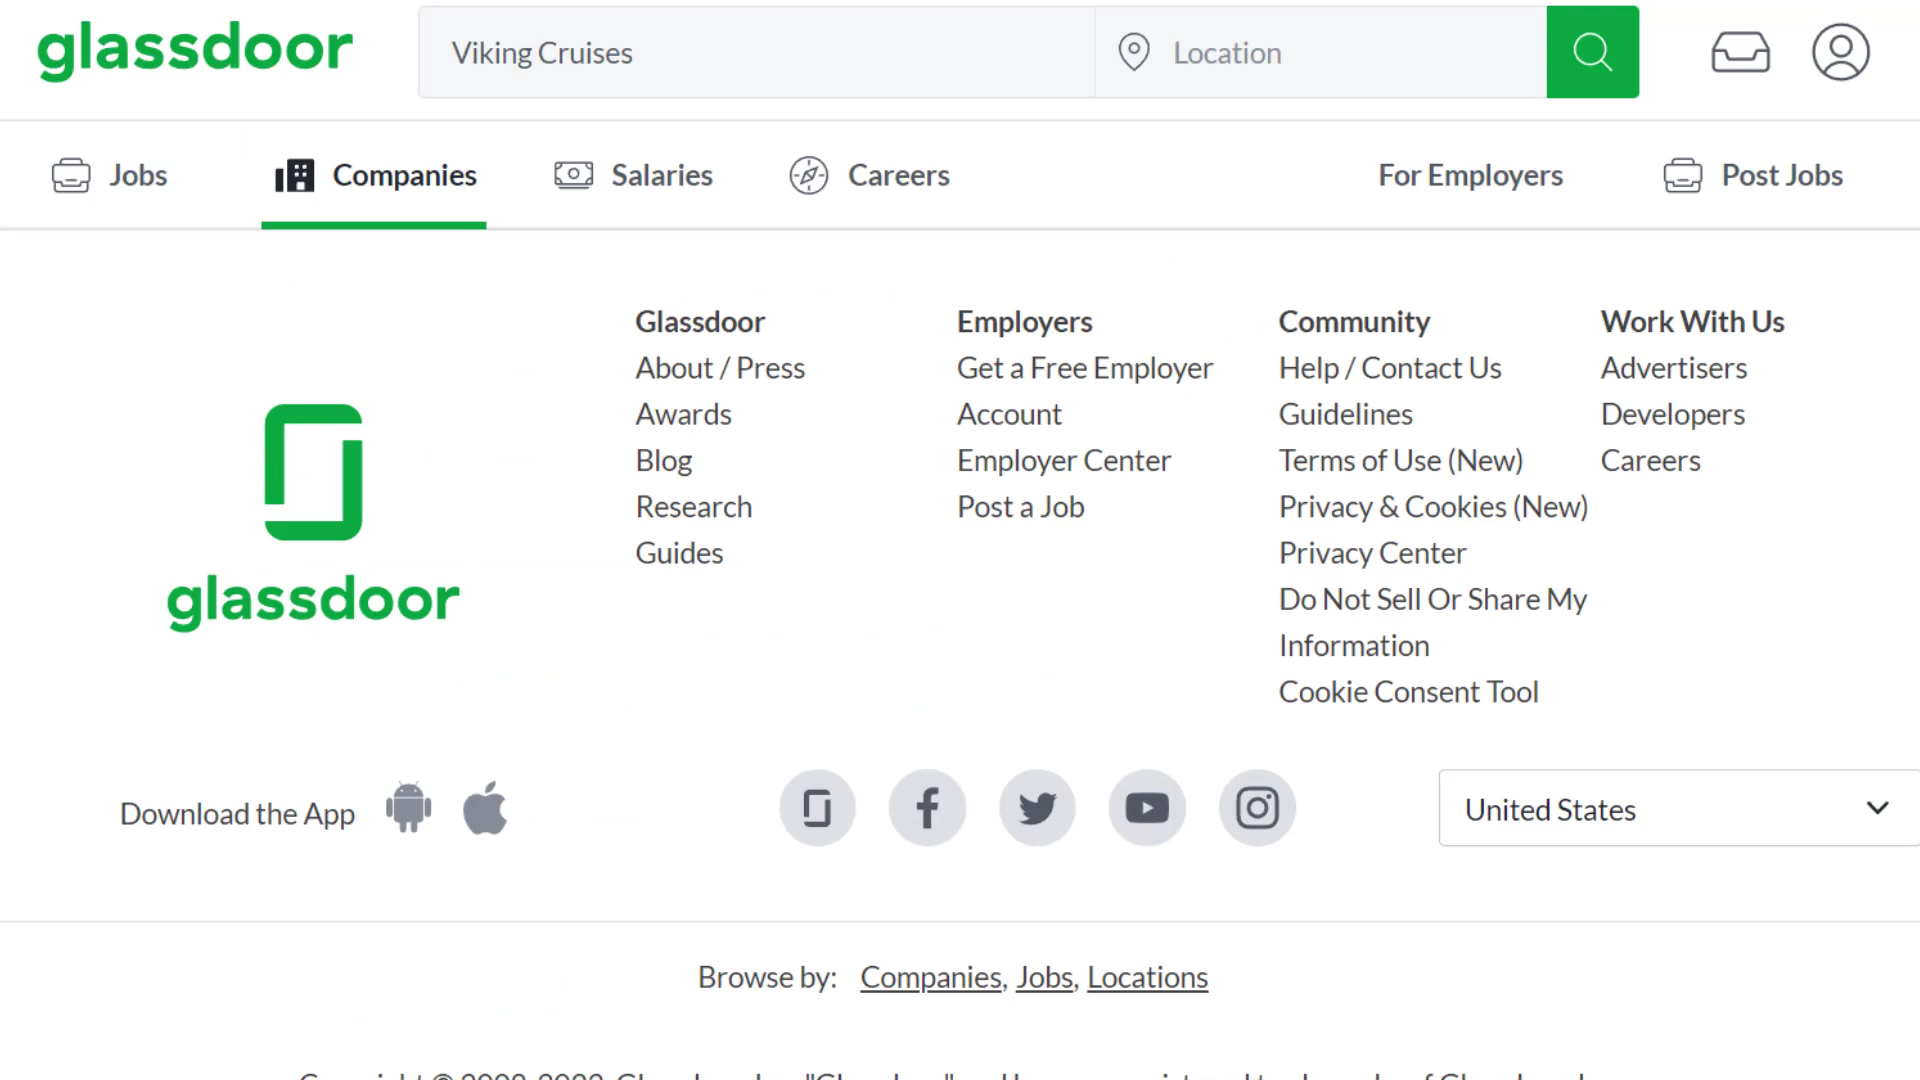 glassdoor
Viking Cruises
Location
Jobs
Companies
Salaries
Careers
For Employers
Post Jobs
Glassdoor
About / Press
Awards
Blog
Research
Guides
Employers
Get a Free Employer
Account
Employer Center
Post a Job
Community
Help / Contact Us
Guidelines
Terms of Use (New)
Privacy & Cookies (New)
Privacy Center
Do Not Sell Or Share My
Information
Cookie Consent Tool
Work With Us
Advertisers
Developers
Careers
glassdoor
Download the App
United States
Browse by: Companies, Jobs, Locations